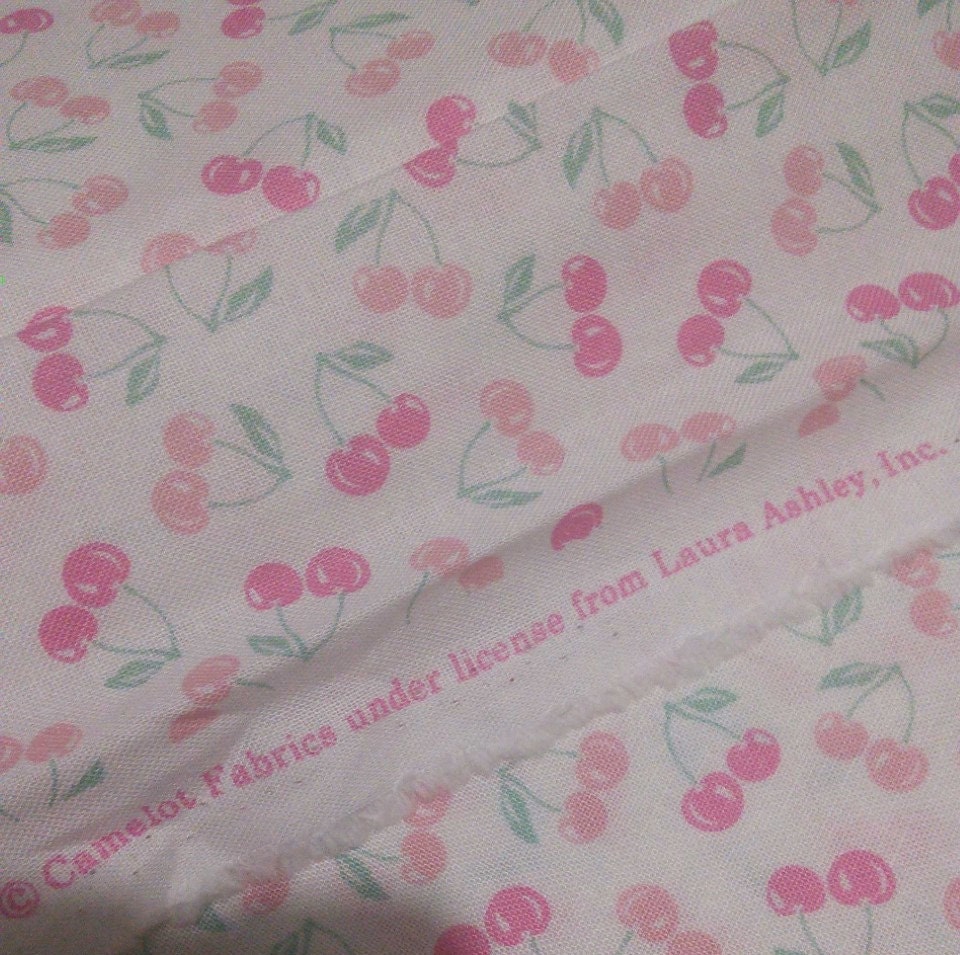 © Camelot Fabrics under license from Laura Ashley, Inc.